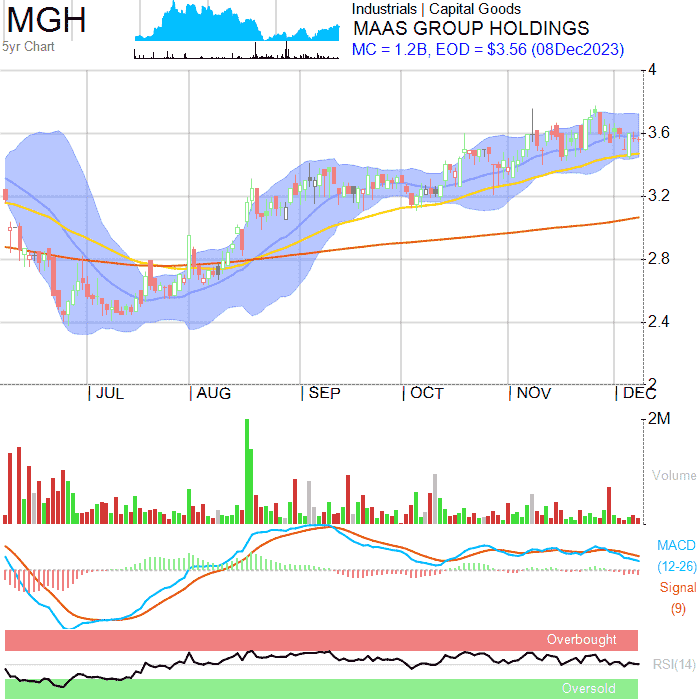 MGH
5yr Chart
Industrials | Capital Goods
MAAS GROUP HOLDINGS
MC = 1.2B, EOD = $3.56 (08Dec2023)
4
3.6
3.2
2.8
2.4
2
JUL AUG SEP OCT NOV DEC
2M
Volume
MACD
(12-26)
Signal
(9)
Overbought
RSI(14)
Oversold